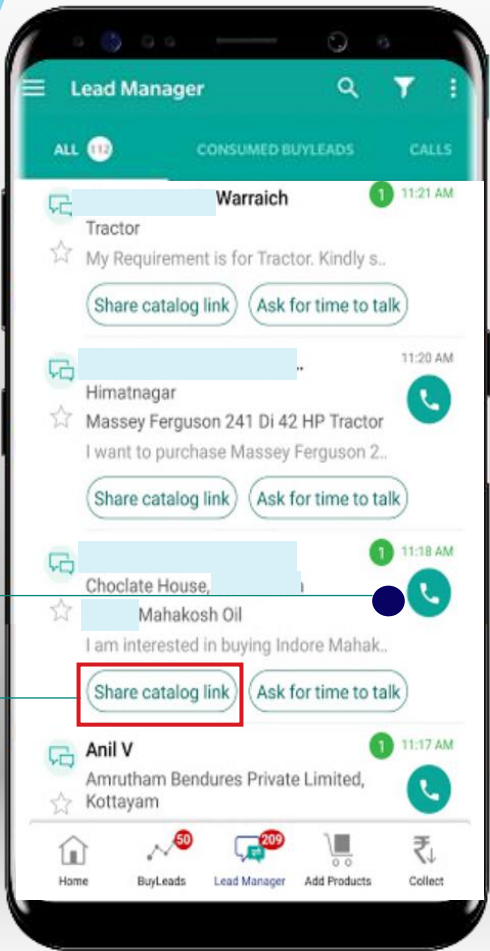 Lead Manager
ALL 112 CONSUMED BUYLEADS CALLS
Warraich 1 11:21 AM
Tractor
My Requirement is for Tractor. Kindly s..
Share catalog link Ask for time to talk
.. 11:20 AM
Himatnagar
Massey Ferguson 241 Di 42 HP Tractor
I want to purchase Massey Ferguson 2..
Share catalog link Ask for time to talk
1 11:18 AM
Choclate House,
Mahakosh Oil
I am interested in buying Indore Mahak..
Share catalog link Ask for time to talk
Anil V 1 11:17 AM
Amrutham Bendures Private Limited,
Kottayam
50 209
Home BuyLeads Lead Manager Add Products Collect